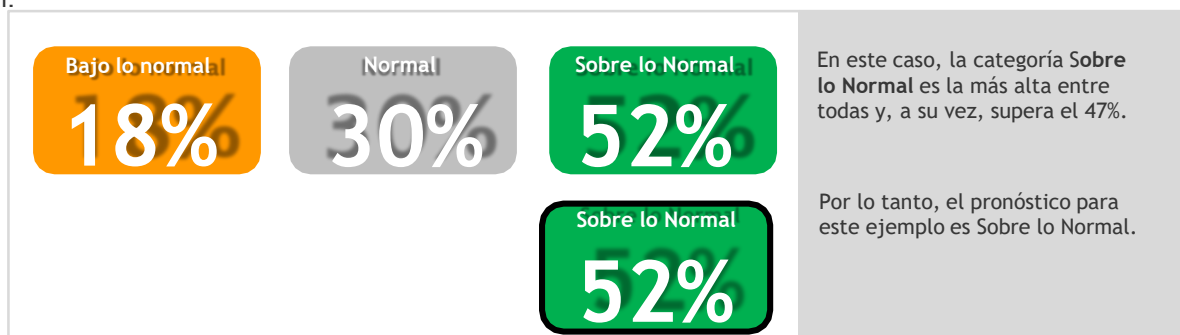 Bajo lo normal
18%
Normal
30%
Sobre lo Normal
52%
Sobre lo Normal
52%
En este caso, la categoría Sobre
lo Normal es la más alta entre
todas y, a su vez, supera el 47%.
Por lo tanto, el pronóstico para
este ejemplo es Sobre lo Normal.